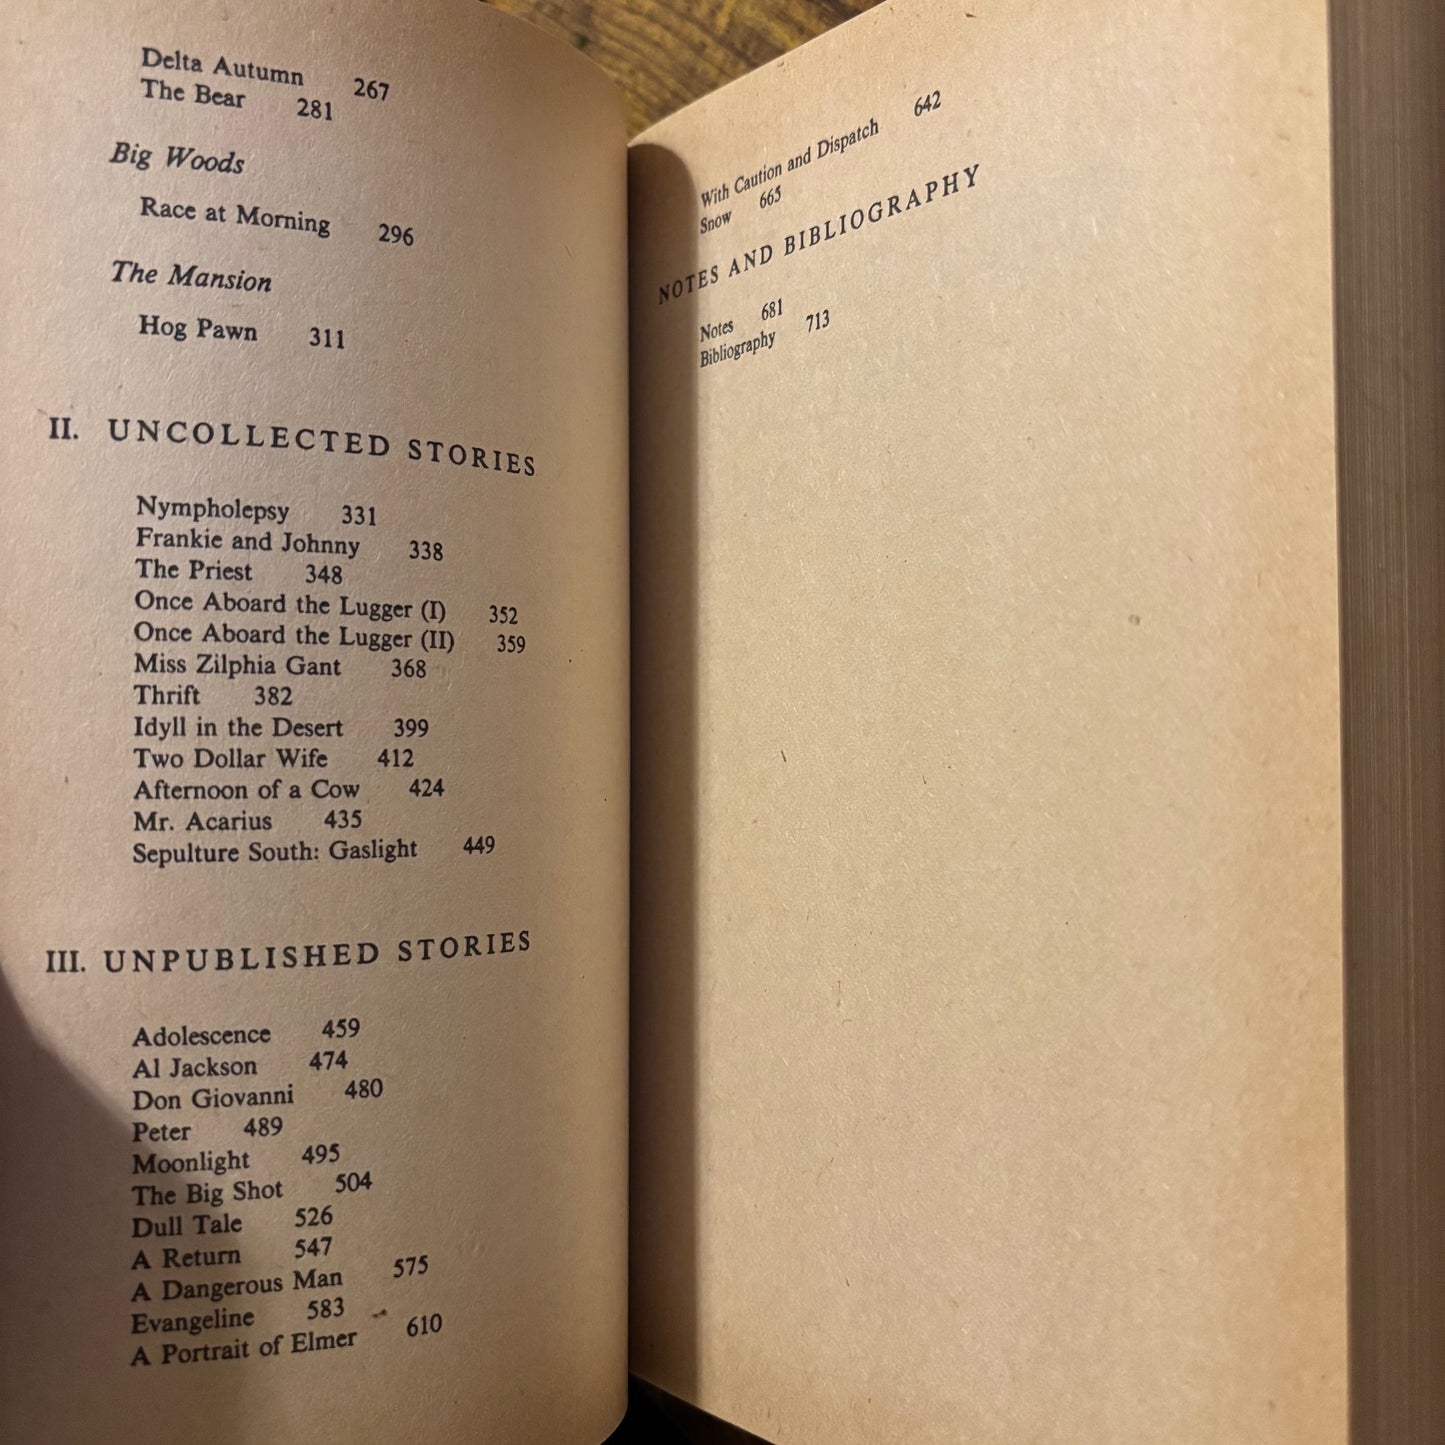 Delta Autumn 267
The Bear 281
Big Woods
Race at Morning 296
The Mansion
Hog Pawn 311
II. UNCOLLECTED STORIES
Nympholepsy 331
Frankie and Johnny 338
The Priest 348
Once Aboard the Lugger (I) 352
Once Aboard the Lugger (II) 359
Miss Zilphia Gant 368
Thrift 382
Idyll in the Desert 399
Two Dollar Wife 412
Afternoon of a Cow 424
Mr. Acarius 435
Sepulture South: Gaslight 449
III. UNPUBLISHED STORIES
Adolescence 459
Al Jackson 474
Don Giovanni 480
Peter 489
Moonlight 495
The Big Shot 504
Dull Tale 526
A Return 547
A Dangerous Man 575
Evangeline 583
A Portrait of Elmer 610
With Caution and Dispatch 642
Snow 665
NOTES AND BIBLIOGRAPHY
Notes 681
Bibliography 713